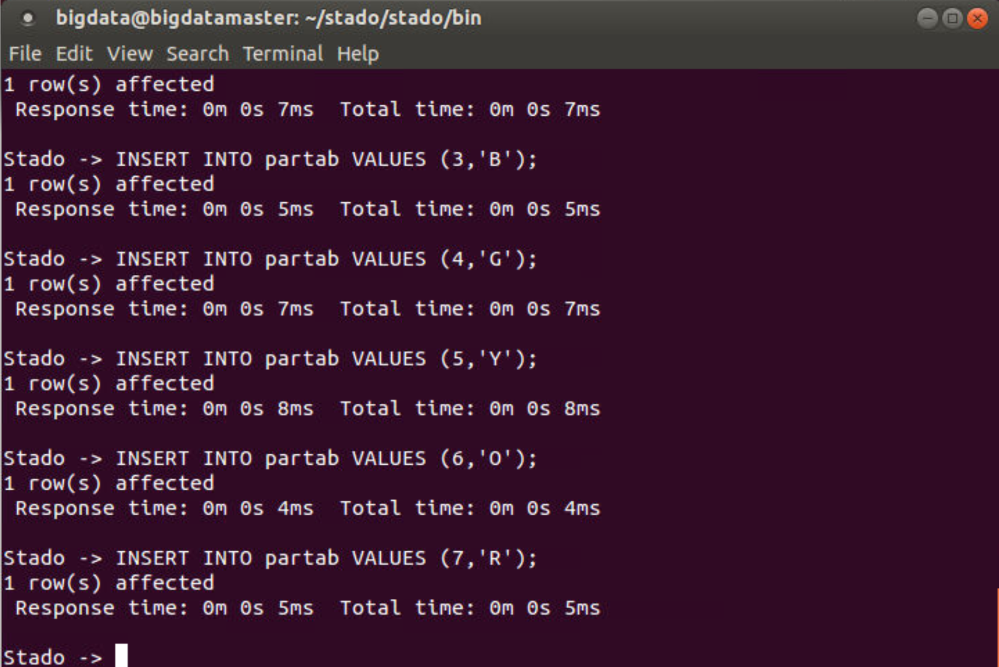 bigdata@bigdatamaster: ~/stado/stado/bin
File Edit View Search Terminal Help
1 row(s) affected
 Response time: 0m 0s 7ms  Total time: 0m 0s 7ms
Stado -> INSERT INTO partab VALUES (3,'B');
1 row(s) affected
 Response time: 0m 0s 5ms  Total time: 0m 0s 5ms
Stado -> INSERT INTO partab VALUES (4,'G');
1 row(s) affected
 Response time: 0m 0s 7ms  Total time: 0m 0s 7ms
Stado -> INSERT INTO partab VALUES (5,'Y');
1 row(s) affected
 Response time: 0m 0s 8ms  Total time: 0m 0s 8ms
Stado -> INSERT INTO partab VALUES (6,'O');
1 row(s) affected
 Response time: 0m 0s 4ms  Total time: 0m 0s 4ms
Stado -> INSERT INTO partab VALUES (7,'R');
1 row(s) affected
 Response time: 0m 0s 5ms  Total time: 0m 0s 5ms
Stado ->